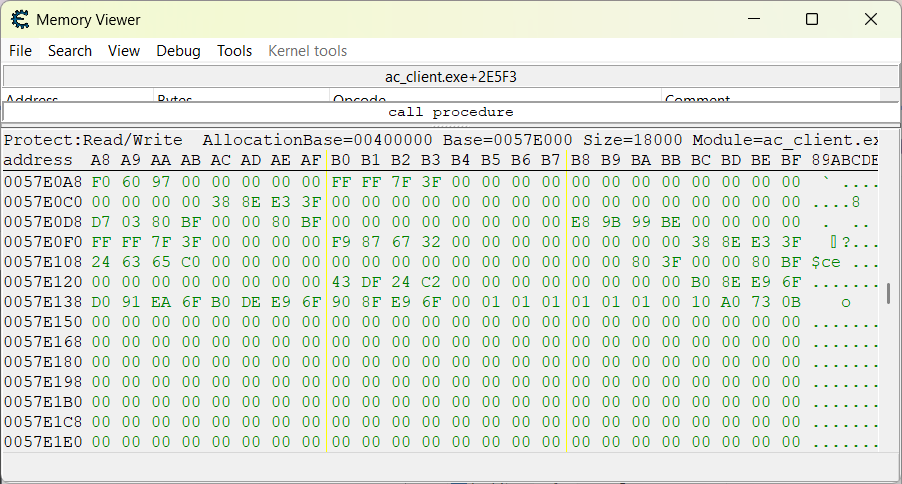 Memory Viewer
File Search View Debug Tools Kernel tools
ac_client.exe+2E5F3
Address Bytes Opcode Comment
call procedure
Protect:Read/Write AllocationBase=00400000 Base=0057E000 Size=18000 Module=ac_client.ex
address A8 A9 AA AB AC AD AE AF B0 B1 B2 B3 B4 B5 B6 B7 B8 B9 BA BB BC BD BE BF 89ABCDE
0057E0A8 F0 60 97 00 00 00 00 00 FF FF 7F 3F 00 00 00 00 00 00 00 00 00 00 00 00 ` ....
0057E0C0 00 00 00 00 38 8E E3 3F 00 00 00 00 00 00 00 00 00 00 00 00 00 00 00 00 ....8
0057E0D8 D7 03 80 BF 00 00 80 BF 00 00 00 00 00 00 00 00 E8 9B 99 BE 00 00 00 00 . ..
0057E0F0 FF FF 7F 3F 00 00 00 00 F9 87 67 32 00 00 00 00 00 00 00 00 38 8E E3 3F ?...
0057E108 24 63 65 C0 00 00 00 00 00 00 00 00 00 00 00 00 00 00 80 3F 00 00 80 BF $ce ...
0057E120 00 00 00 00 00 00 00 00 43 DF 24 C2 00 00 00 00 00 00 00 00 B0 8E E9 6F .......
0057E138 D0 91 EA 6F B0 DE E9 6F 90 8F E9 6F 00 01 01 01 01 01 01 00 10 A0 73 0B o
0057E150 00 00 00 00 00 00 00 00 00 00 00 00 00 00 00 00 00 00 00 00 00 00 00 00 .......
0057E168 00 00 00 00 00 00 00 00 00 00 00 00 00 00 00 00 00 00 00 00 00 00 00 00 .......
0057E180 00 00 00 00 00 00 00 00 00 00 00 00 00 00 00 00 00 00 00 00 00 00 00 00 .......
0057E198 00 00 00 00 00 00 00 00 00 00 00 00 00 00 00 00 00 00 00 00 00 00 00 00 .......
0057E1B0 00 00 00 00 00 00 00 00 00 00 00 00 00 00 00 00 00 00 00 00 00 00 00 00 .......
0057E1C8 00 00 00 00 00 00 00 00 00 00 00 00 00 00 00 00 00 00 00 00 00 00 00 00 .......
0057E1E0 00 00 00 00 00 00 00 00 00 00 00 00 00 00 00 00 00 00 00 00 00 00 00 00 .......